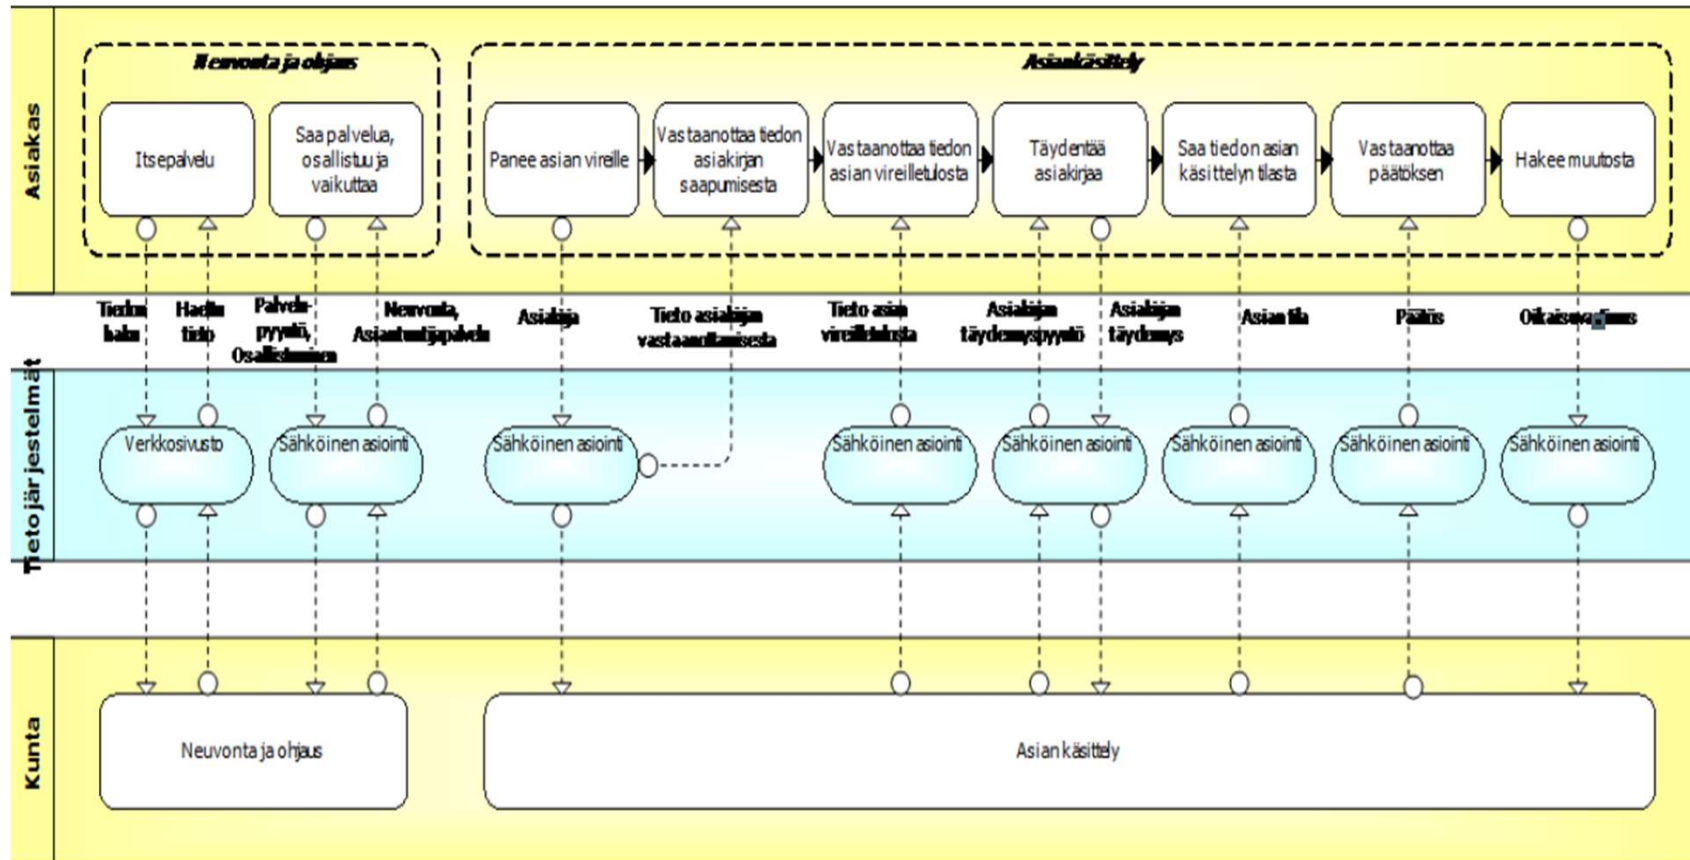 Asiakas
Neuvonta ja ohjaus
Asiankäsittely
Itsepalvelu
Saa palvelua,
osallistuu ja
vaikuttaa
Panee asian vireille
Vastaanottaa tiedon
asiakirjan
saapumisesta
Vastaanottaa tiedon
asian vireilletulosta
Täydentää
asiakirjaa
Saa tiedon asian
käsittelyn tilasta
Vastaanottaa
päätöksen
Hakee muutosta
Tiedon
haku
Haettu
tieto
Palvelu-
pyyntö,
Osallistuminen
Neuvonta,
Asiantuntijapalvelu
Asiakirja
Tieto asiakirjan
vastaanottamisesta
Tieto asian
vireilletulosta
Asiakirjan
täydennyspyyntö
Asiakirjan
täydennys
Asian tila
Päätös
Tietojärjestelmät
Verkkosivusto
Sähköinen asiointi
Sähköinen asiointi
Sähköinen asiointi
Sähköinen asiointi
Sähköinen asiointi
Sähköinen asiointi
Sähköinen asiointi
Kunta
Neuvonta ja ohjaus
Asian käsittely